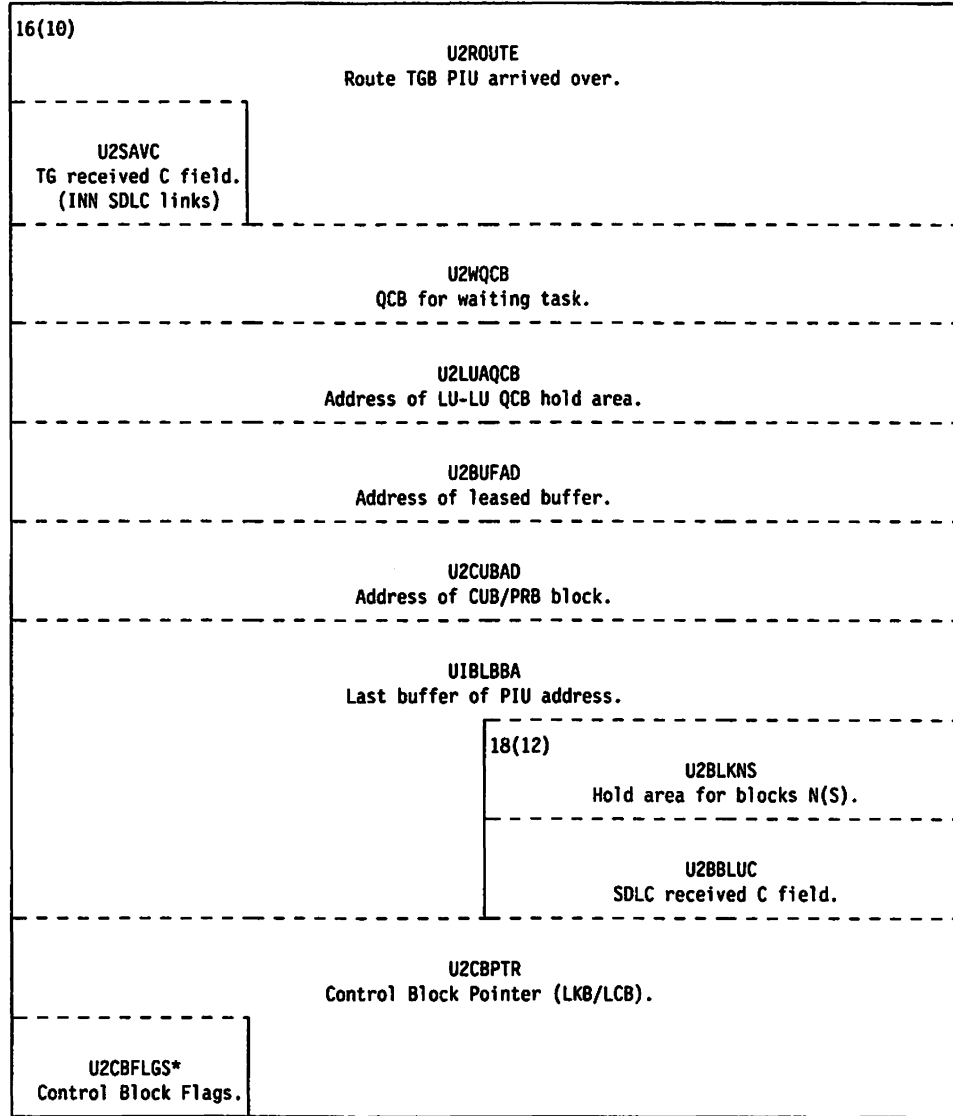 16(10)
U2ROUTE
Route TGB PIU arrived over.
U2SAVC
TG received C field.
(INN SDLC links)
U2WQCB
QCB for waiting task.
U2LUAQCB
Address of LU-LU QCB hold area.
U2BUFAD
Address of leased buffer.
U2CUBAD
Address of CUB/PRB block.
UIBLBBA
Last buffer of PIU address.
18(12)
U2BLKNS
Hold area for blocks N(S).
U2BBLUC
SDLC received C field.
U2CBPTR
Control Block Pointer (LKB/LCB).
U2CBFLGS*
Control Block Flags.